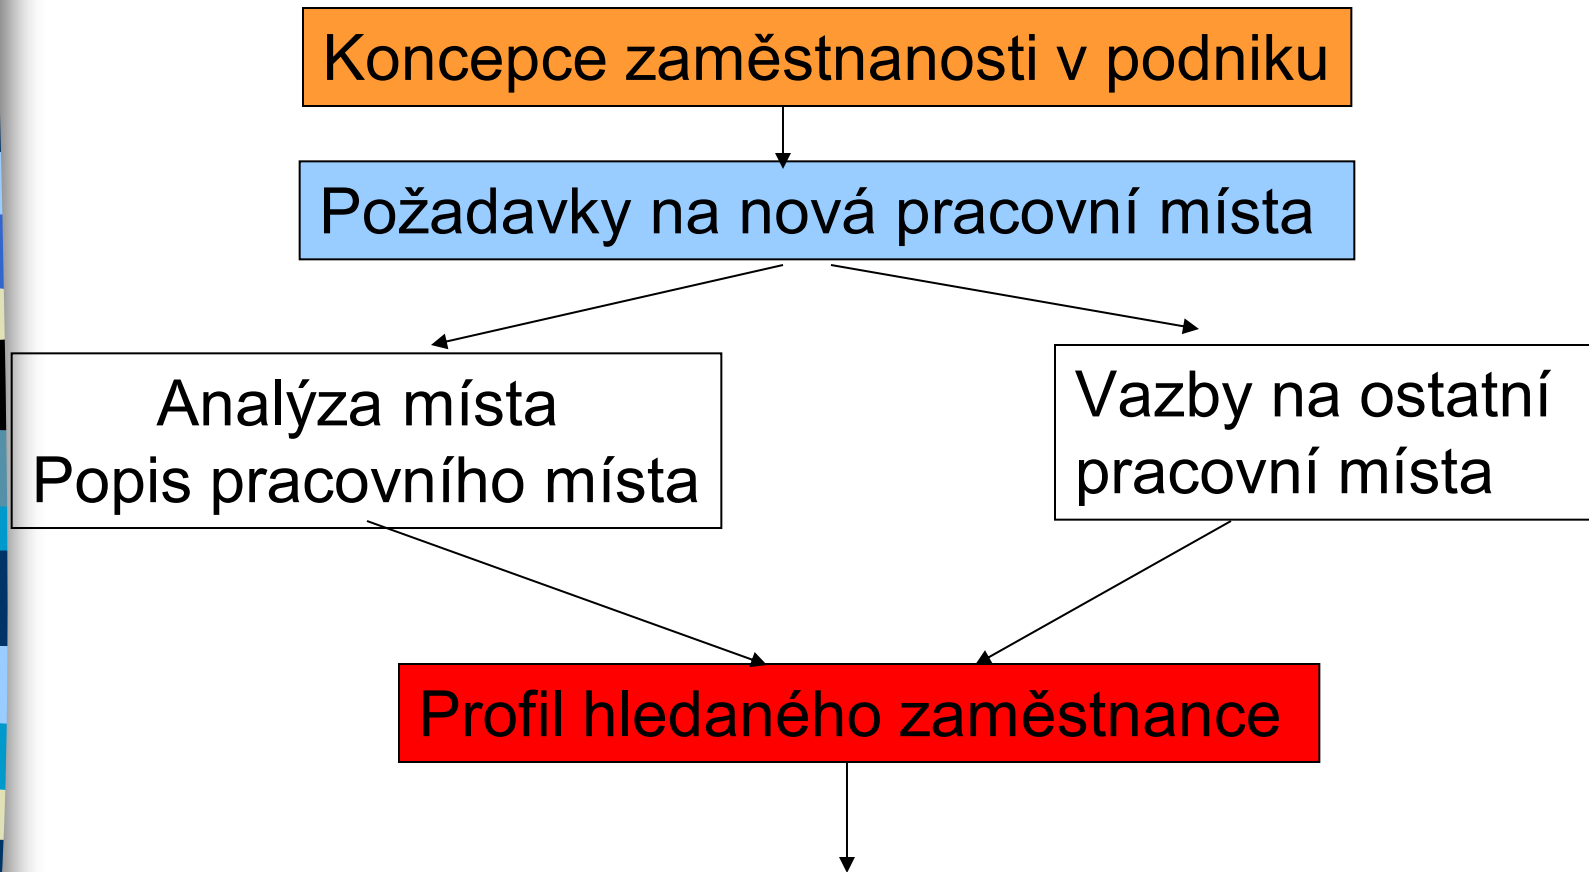 Koncepce zaměstnanosti v podniku
Požadavky na nová pracovní místa
Analýza místa
Popis pracovního místa
Vazby na ostatní
pracovní místa
Profil hledaného zaměstnance